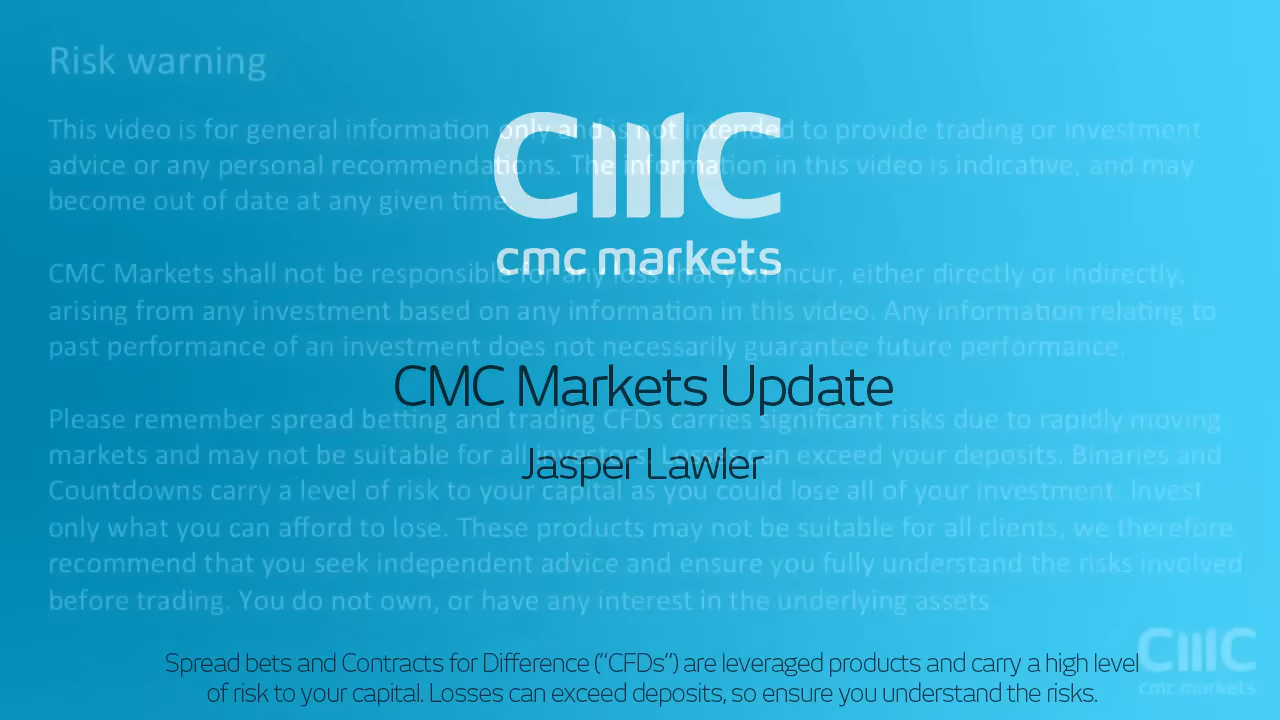 Risk warning
This video is for general information only and is not intended to provide trading or investment
advice or any personal recommendations. The information in this video is indicative, and may
become out of date at any given time.
CMC
cmc markets
CMC Markets shall not be responsible for any loss that you incur, either directly or indirectly,
arising from any investment based on any information in this video. Any information relating to
past performance of an investment does not necessarily guarantee future performance.
CMC Markets Update
Please remember spread betting and trading CFDs carries significant risks due to rapidly moving
markets and may not be suitable for all can exceed your deposits. Binaries and
Jasper Lawler
Countdowns carry a level of risk to your capital as you could lose all of your investment. Invest
only what you can afford to lose. These products may not be suitable for all clients, we therefore
recommend that you seek independent advice and ensure you fully understand the risks involved
before trading. You do not own, or have any interest in the underlying assets
Spread bets and Contracts for Difference ("CFDs") are leveraged products and carry a high level
of risk to your capital. Losses can exceed deposits, so ensure you understand the risks.
CMC
cmc markets